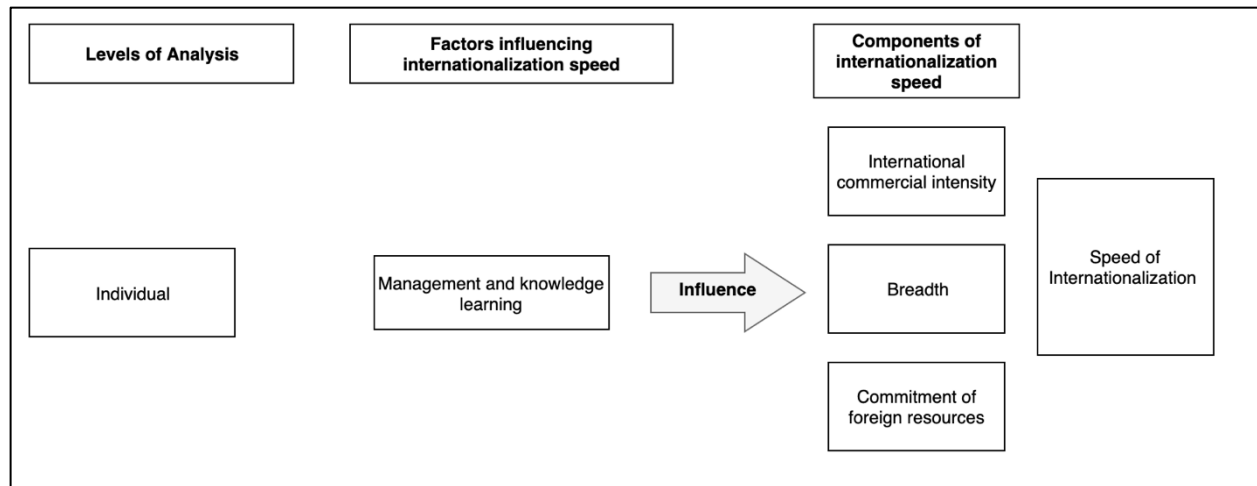 Levels of Analysis
Factors influencing
internationalization speed
Components of
internationalization
speed
International
commercial intensity
Individual
Management and knowledge
learning
Influence
Breadth
Speed of
Internationalization
Commitment of
foreign resources